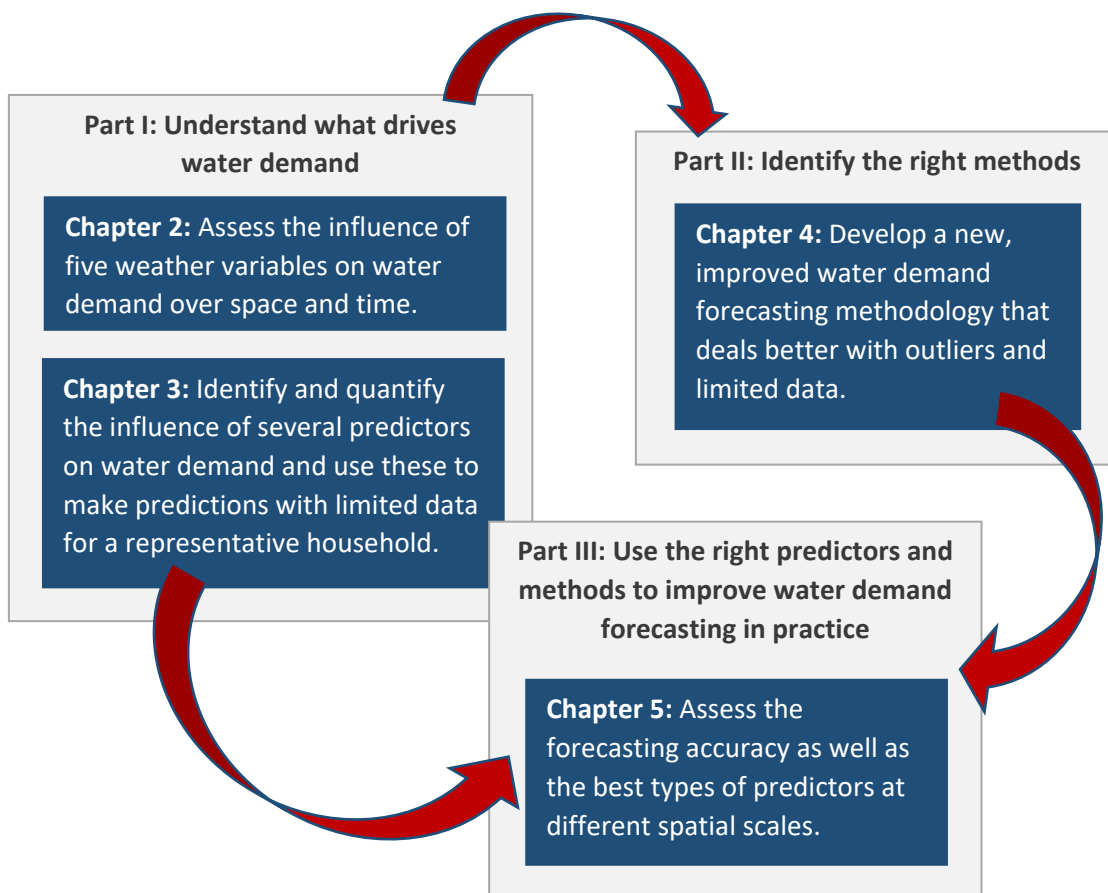 Part I: Understand what drives
water demand
Chapter 2: Assess the influence of
five weather variables on water
demand over space and time.
Chapter 3: Identify and quantify
the influence of several predictors
on water demand and use these to
make predictions with limited data
for a representative household.
Part II: Identify the right methods
Chapter 4: Develop a new,
improved water demand
forecasting methodology that
deals better with outliers and
limited data.
Part III: Use the right predictors and
methods to improve water demand
forecasting in practice
Chapter 5: Assess the
forecasting accuracy as well as
the best types of predictors at
different spatial scales.